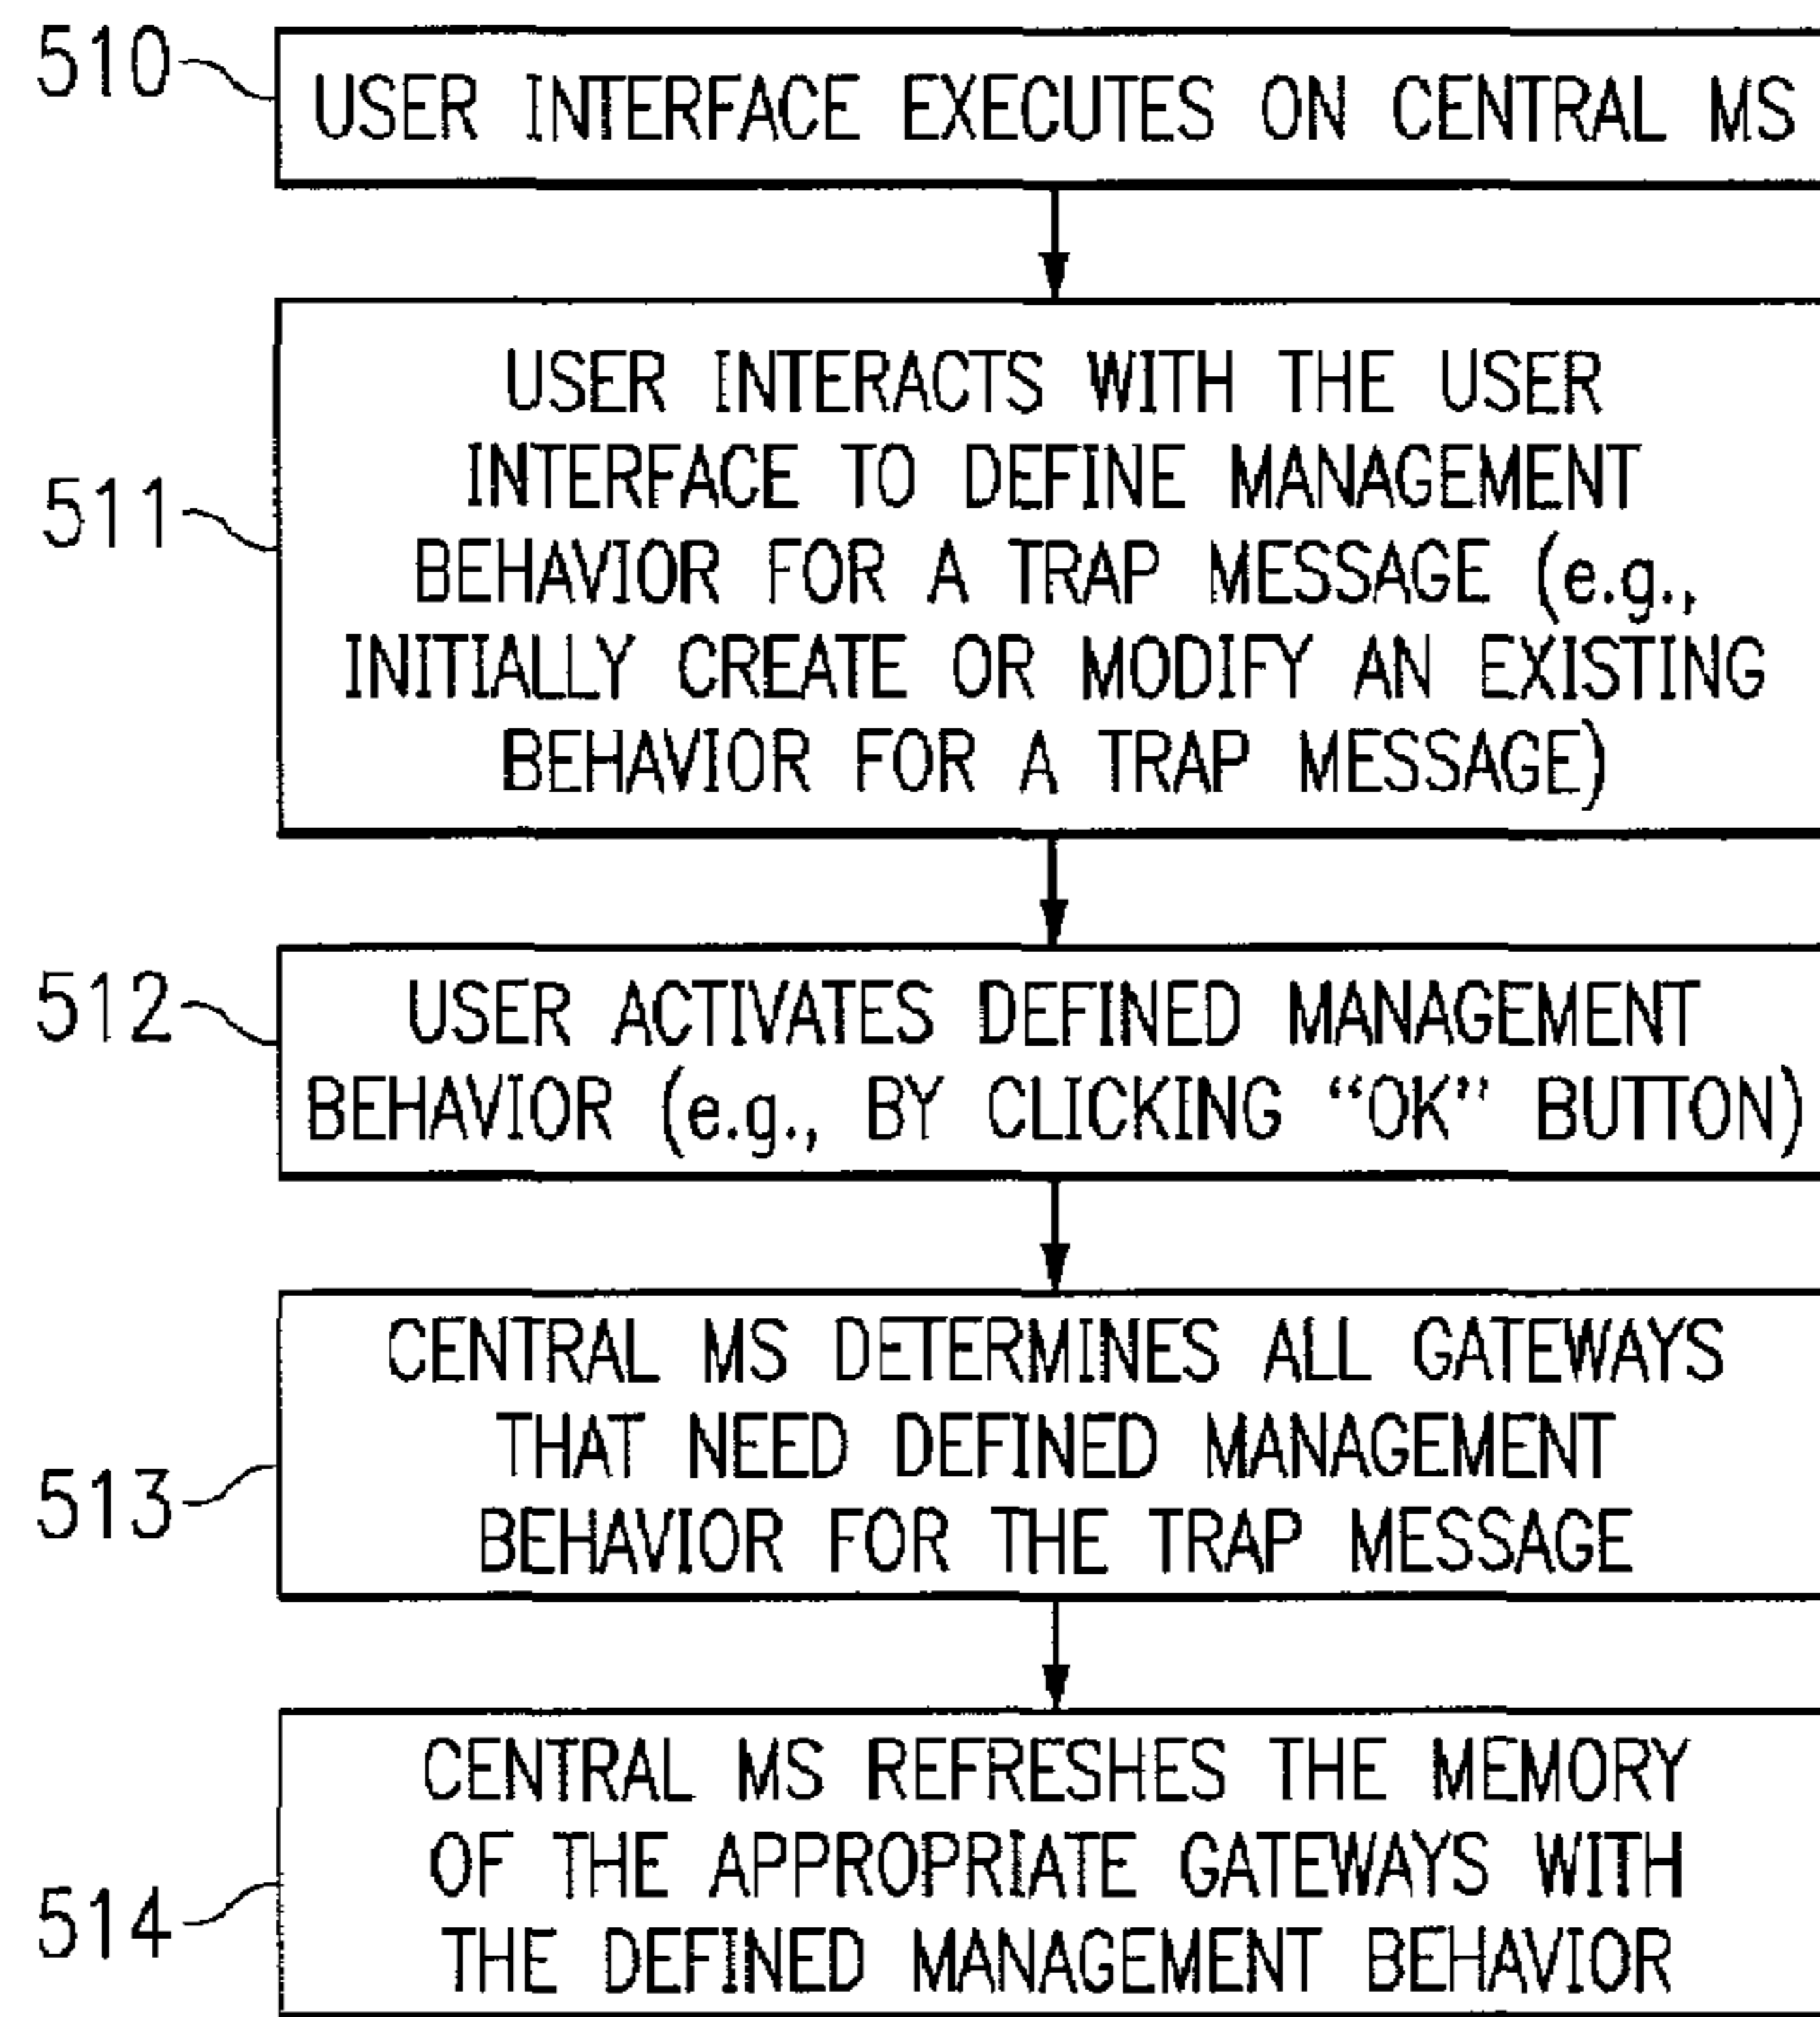 510
USER INTERFACE EXECUTES ON CENTRAL MS
511
USER INTERACTS WITH THE USER
INTERFACE TO DEFINE MANAGEMENT
BEHAVIOR FOR A TRAP MESSAGE (e.g.,
INITIALLY CREATE OR MODIFY AN EXISTING
BEHAVIOR FOR A TRAP MESSAGE)
512
USER ACTIVATES DEFINED MANAGEMENT
BEHAVIOR (e.g., BY CLICKING “OK” BUTTON)
513
CENTRAL MS DETERMINES ALL GATEWAYS
THAT NEED DEFINED MANAGEMENT
BEHAVIOR FOR THE TRAP MESSAGE
514
CENTRAL MS REFRESHES THE MEMORY
OF THE APPROPRIATE GATEWAYS WITH
THE DEFINED MANAGEMENT BEHAVIOR